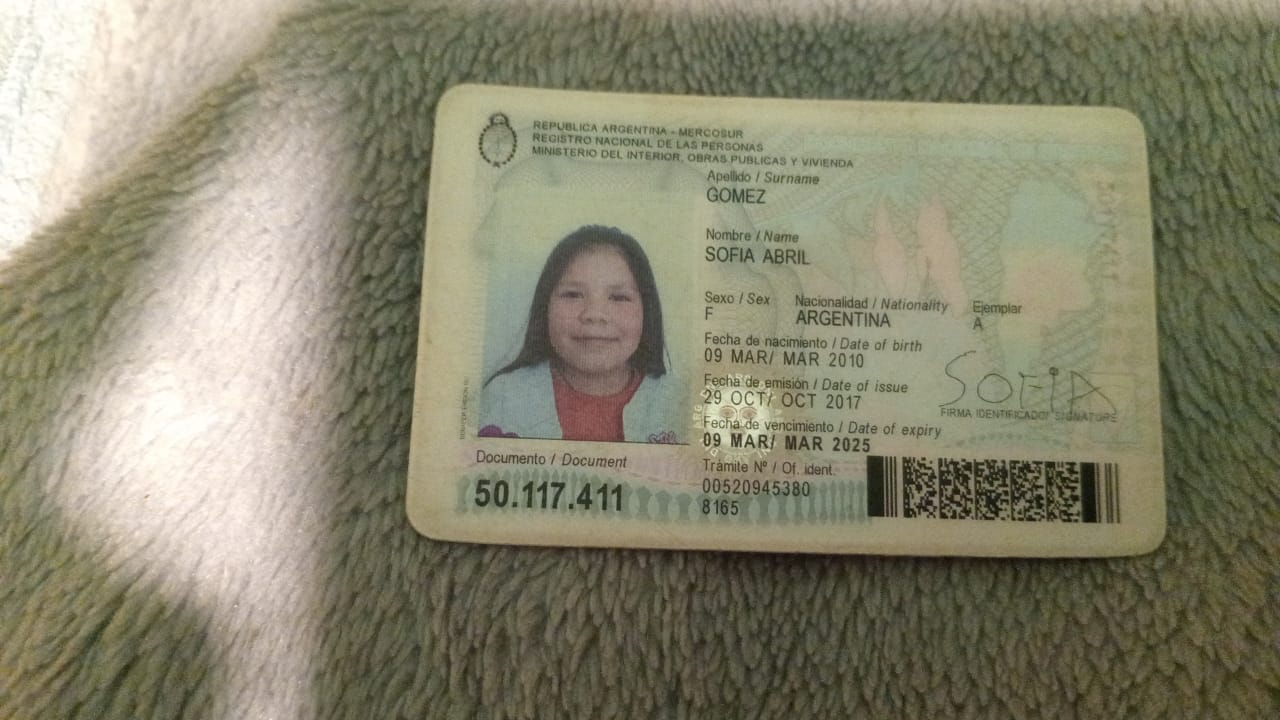 REPUBLICA ARGENTINA - MERCOSUR
REGISTRO NACIONAL DE LAS PERSONAS
MINISTERIO DEL INTERIOR, OBRAS PUBLICAS Y VIVIENDA
Apellido / Surname
GOMEZ
Nombre / Name
SOFIA ABRIL
Sexo / Sex Nacionalidad / Nationality Ejemplar
F ARGENTINA A
Fecha de nacimiento / Date of birth
09 MAR/ MAR 2010
Fecha de emisión / Date of issue
29 OCT/ OCT 2017
SOFIA
FIRMA IDENTIFICADO/ SIGNATURE
Fecha de vencimiento / Date of expiry
09 MAR/ MAR 2025
Documento / Document
50.117.411
Trámite Nº / Of. ident.
00520945380
8165